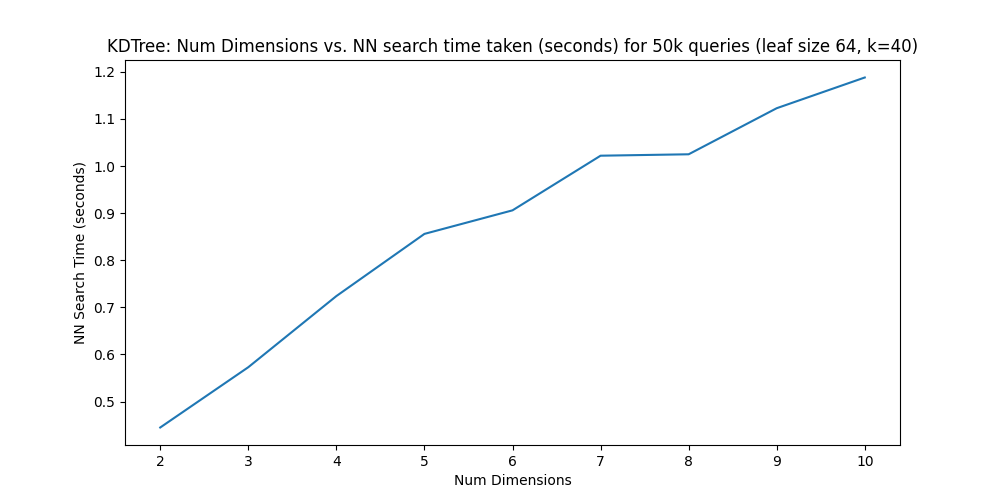 KDTree: Num Dimensions vs. NN search time taken (seconds) for 50k queries (leaf size 64, k=40)
1.2
1.1
1.0
0.9
0.8
0.7
0.6
0.5
NN Search Time (seconds)
2 3 4 5 6 7 8 9 10
Num Dimensions